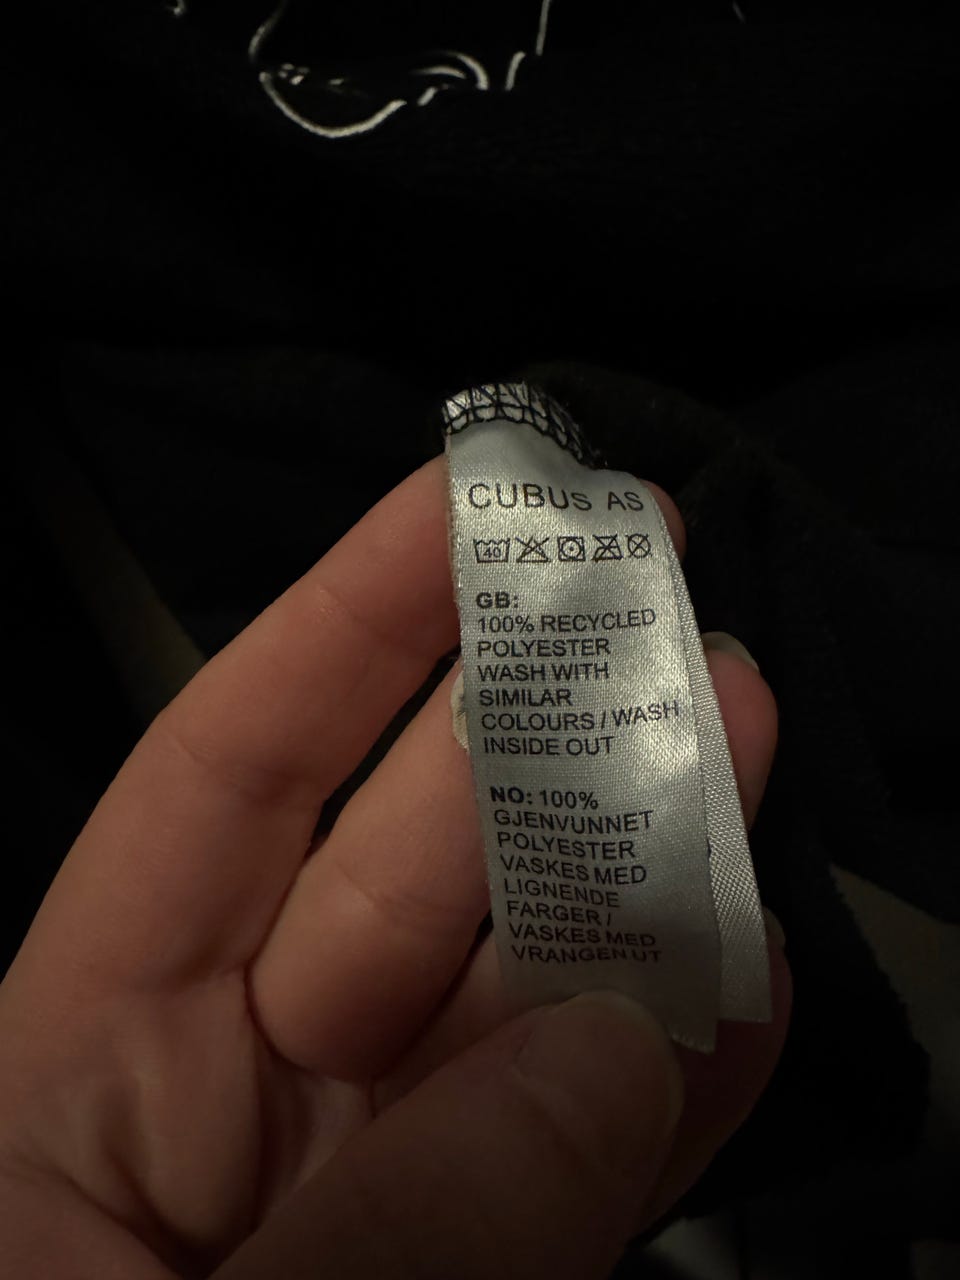 CUBUS AS
40
GB:
100% RECYCLED
POLYESTER
WASH WITH
SIMILAR
COLOURS / WASH
INSIDE OUT
NO: 100%
GJENVUNNET
POLYESTER
VASKES MED
LIGNENDE
FARGER /
VASKES MED
VRANGEN UT